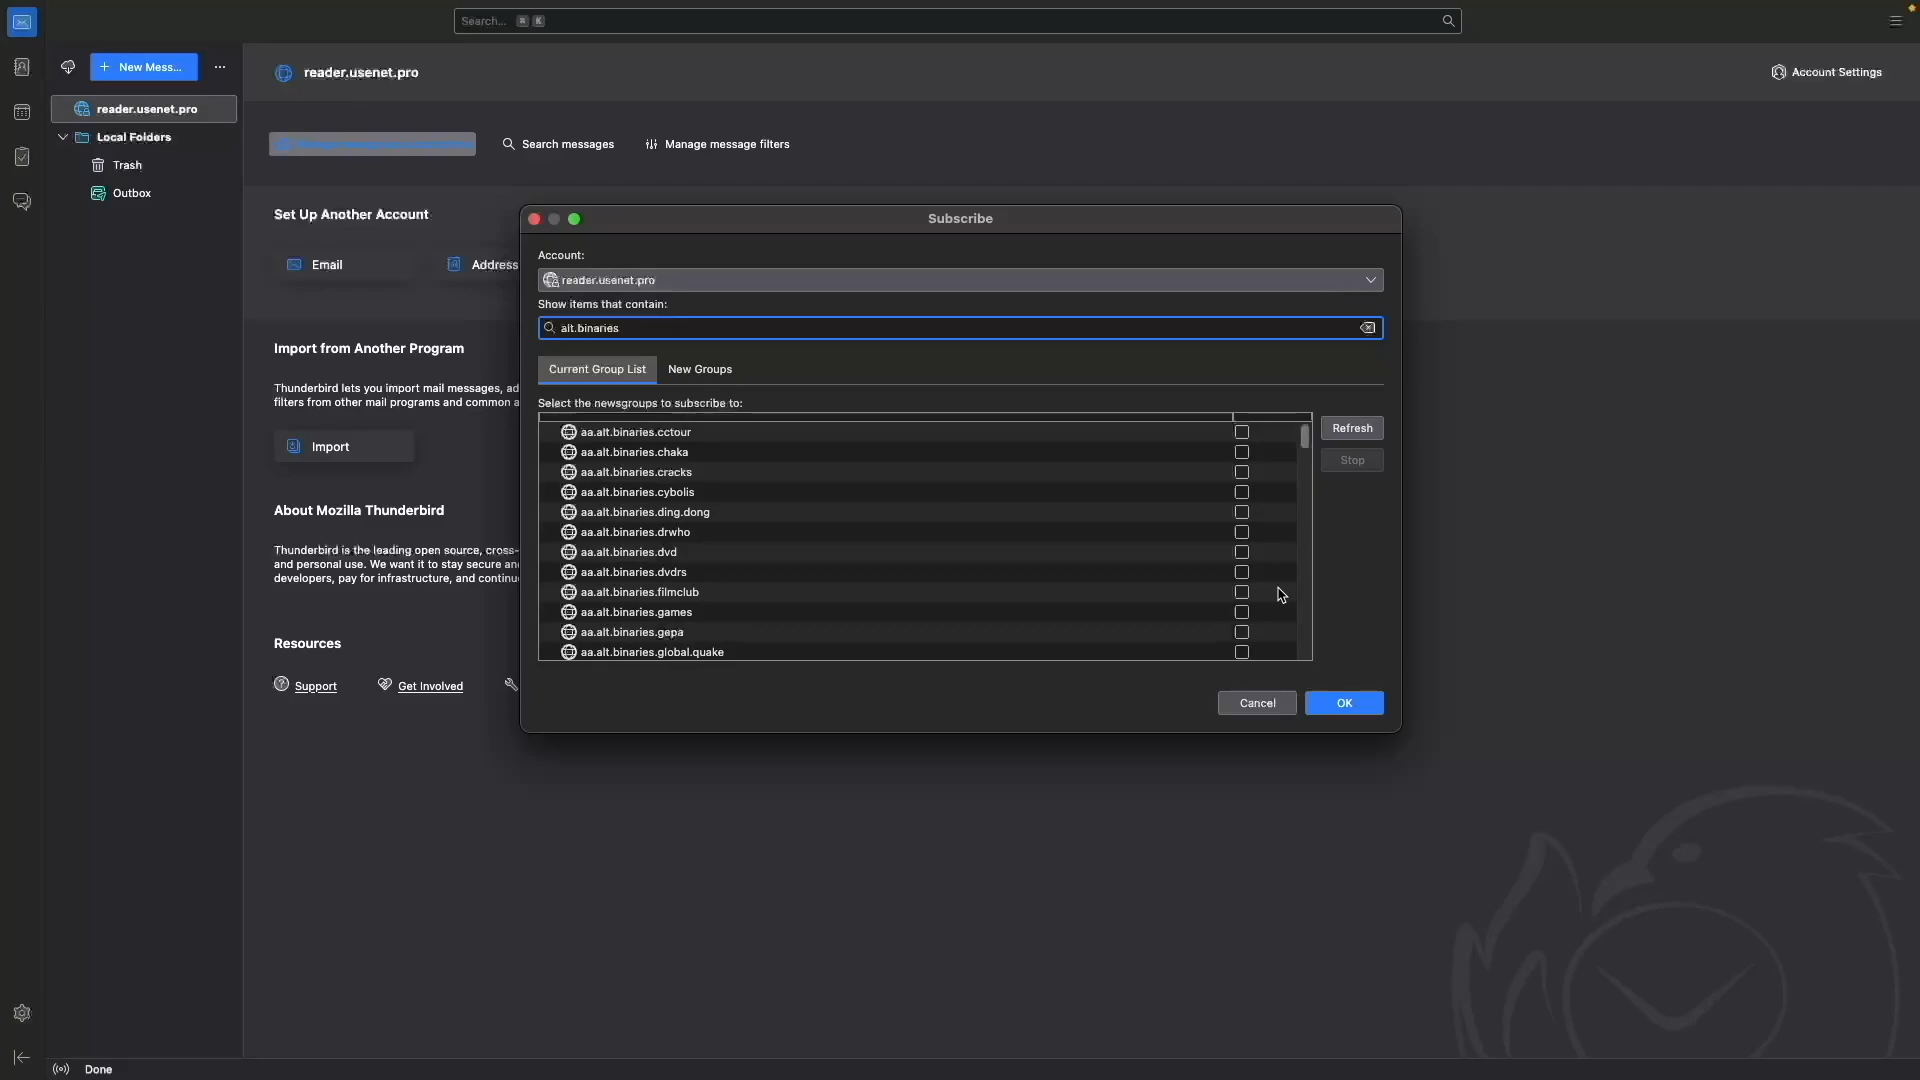 Search... ⌘ K
New Mess...
reader.usenet.pro
Account Settings
reader.usenet.pro
Local Folders
Trash
Outbox
Search messages
Manage message filters
Set Up Another Account
Email
Address
Import from Another Program
Thunderbird lets you import mail messages, ad
filters from other mail programs and common a
Import
About Mozilla Thunderbird
Thunderbird is the leading open source, cross-
and personal use. We want it to stay secure an
developers, pay for infrastructure, and continu
Resources
Support
Get Involved
Subscribe
Account:
reader.usenet.pro
Show items that contain:
alt.binaries
Current Group List
New Groups
Select the newsgroups to subscribe to:
aa.alt.binaries.cctour
aa.alt.binaries.chaka
aa.alt.binaries.cracks
aa.alt.binaries.cybolis
aa.alt.binaries.ding.dong
aa.alt.binaries.drwho
aa.alt.binaries.dvd
aa.alt.binaries.dvdrs
aa.alt.binaries.filmclub
aa.alt.binaries.games
aa.alt.binaries.gepa
aa.alt.binaries.global.quake
Refresh
Stop
Cancel
OK
Done